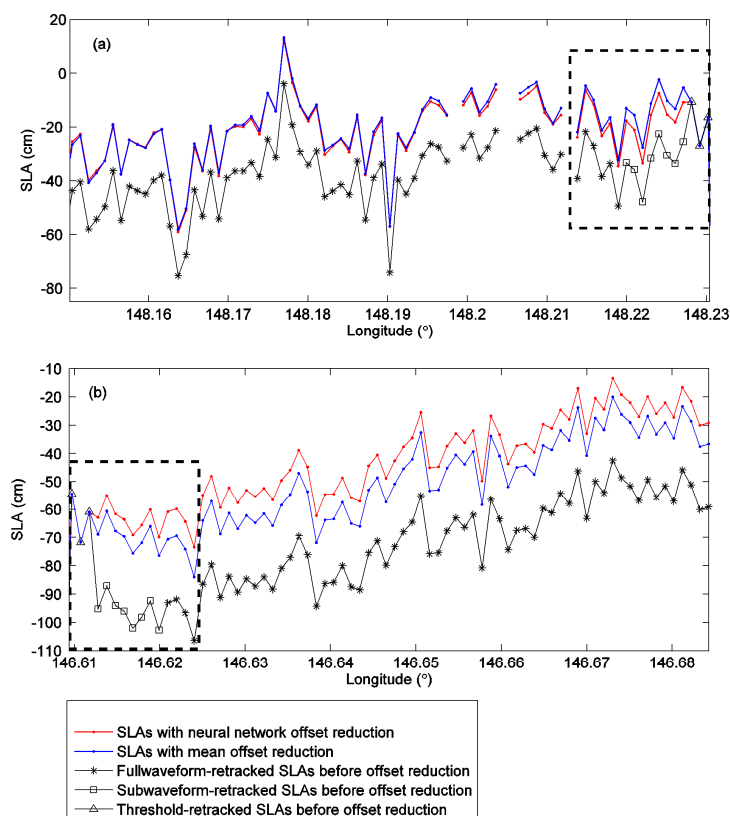 (a)
20
0
-20
-40
-60
-80
SLA (cm)
148.16 148.17 148.18 148.19 148.2 148.21 148.22 148.23
Longitude (°)
(b)
-10
-20
-30
-40
-50
-60
-70
-80
-90
-100
-110
SLA (cm)
146.61 146.62 146.63 146.64 146.65 146.66 146.67 146.68
Longitude (°)
SLAs with neural network offset reduction
SLAs with mean offset reduction
Fullwaveform-retracked SLAs before offset reduction
Subwaveform-retracked SLAs before offset reduction
Threshold-retracked SLAs before offset reduction